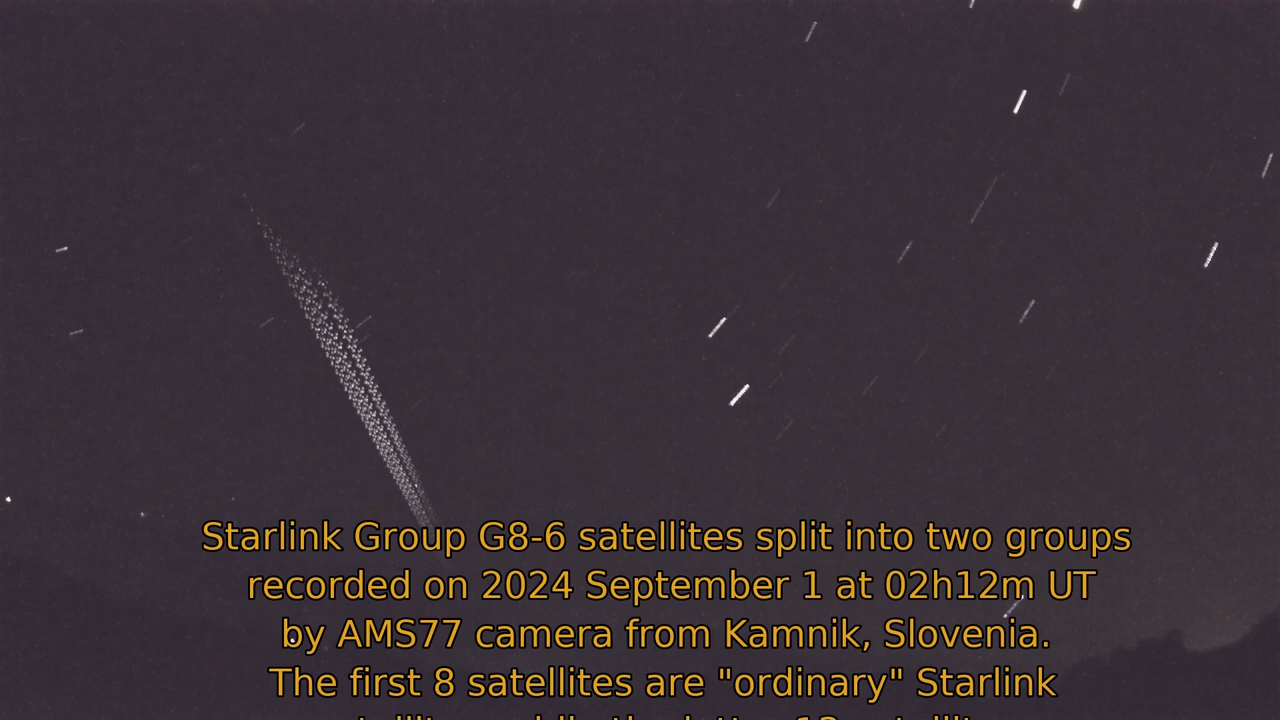 Starlink Group G8-6 satellites split into two groups
recorded on 2024 September 1 at 02h12m UT
by AMS77 camera from Kamnik, Slovenia.
The first 8 satellites are "ordinary" Starlink